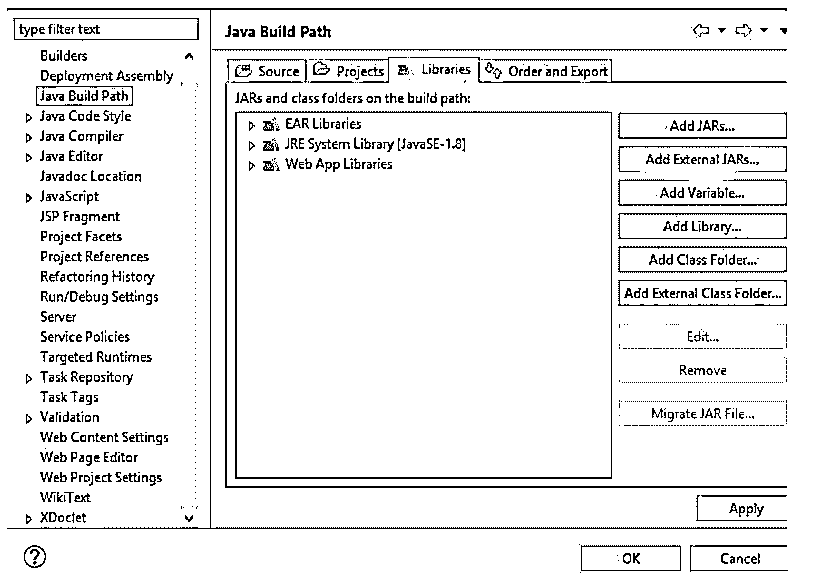 type filter text
Builders
Deployment Assembly
Java Build Path
Java Code Style
Java Compiler
Java Editor
Javadoc Location
JavaScript
JSP Fragment
Project Facets
Project References
Refactoring History
Run/Debug Settings
Server
Service Policies
Targeted Runtimes
Task Repository
Task Tags
Validation
Web Content Settings
Web Page Editor
Web Project Settings
WikiText
XDoclet
Java Build Path
Source Projects Libraries Order and Export
JARs and class folders on the build path:
EAR Libraries
JRE System Library [JavaSE-1.8]
Web App Libraries
Add JARs...
Add External JARs...
Add Variable...
Add Library...
Add Class Folder...
Add External Class Folder...
Edit...
Remove
Migrate JAR File...
Apply
OK Cancel